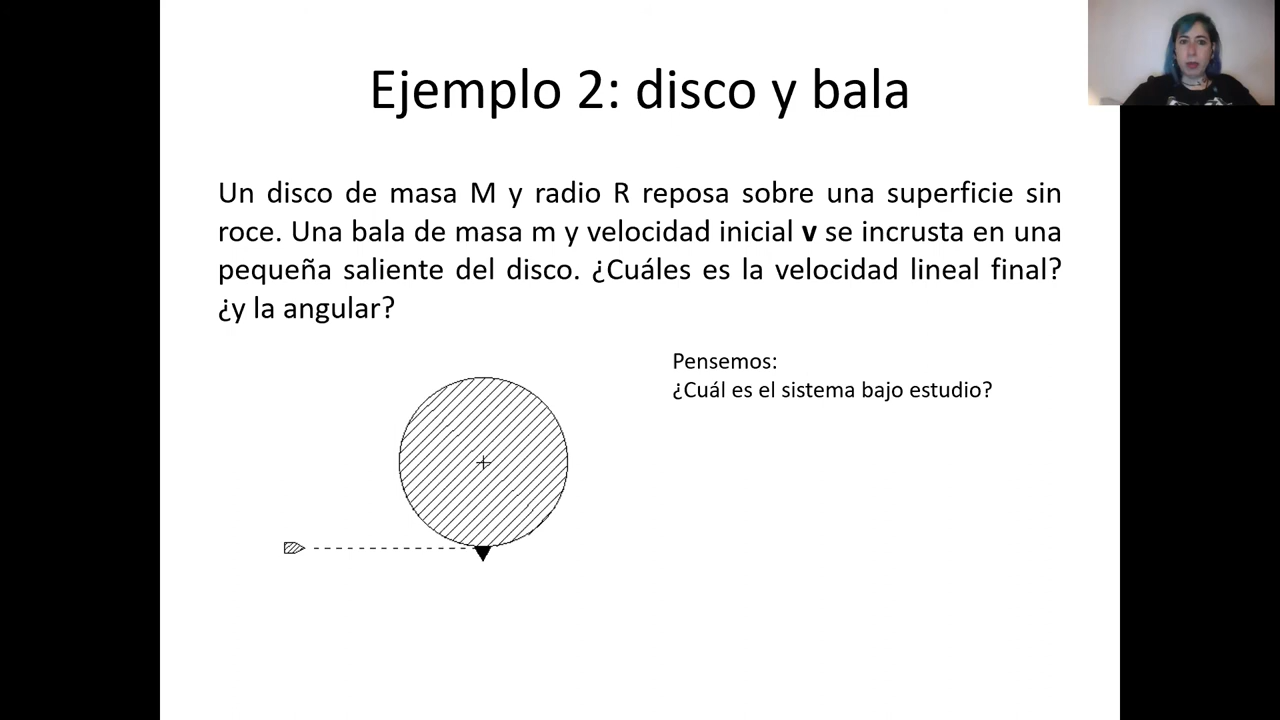 Ejemplo 2: disco y bala
Un disco de masa M y radio R reposa sobre una superficie sin
roce. Una bala de masa m y velocidad inicial v se incrusta en una
pequeña saliente del disco. ¿Cuáles es la velocidad lineal final?
¿y la angular?
Pensemos:
¿Cuál es el sistema bajo estudio?